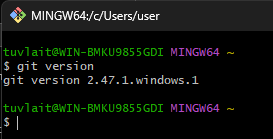 MINGW64:/c/Users/user
tuvlait@WIN-BMKU9855GDI MINGW64 ~
$ git version
git version 2.47.1.windows.1
tuvlait@WIN-BMKU9855GDI MINGW64 ~
$